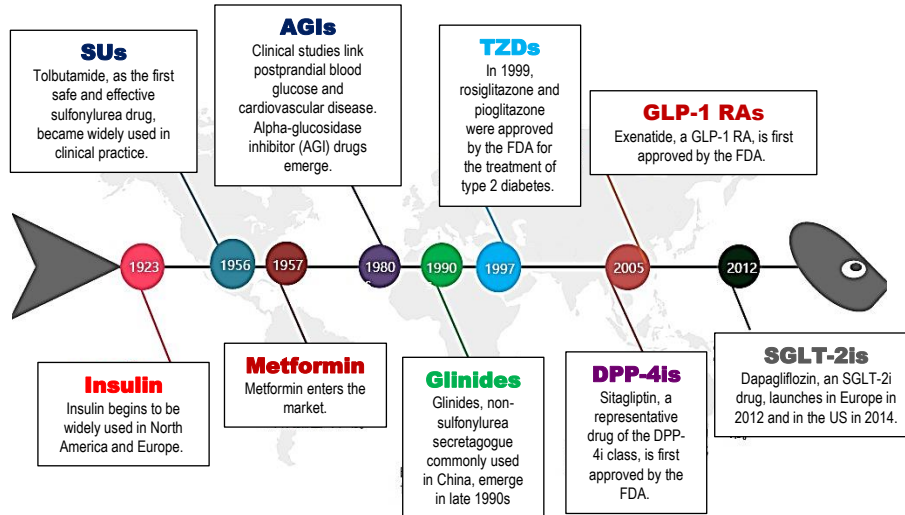 SUs
Tolbutamide, as the first
safe and effective
sulfonylurea drug,
became widely used in
clinical practice.
AGIs
Clinical studies link
postprandial blood
glucose and
cardiovascular disease.
Alpha-glucosidase
inhibitor (AGI) drugs
emerge.
TZDs
In 1999,
rosiglitazone and
pioglitazone
were approved
by the FDA for
the treatment of
type 2 diabetes.
GLP-1 RAs
Exenatide, a GLP-1 RA, is first
approved by the FDA.
1923
1956
1957
1980
1990
1997
2005
2012
Insulin
Insulin begins to be
widely used in North
America and Europe.
Metformin
Metformin enters the
market.
Glinides
Glinides, non-
sulfonylurea
secretagogue
commonly used
in China, emerge
in late 1990s
DPP-4is
Sitagliptin, a
representative
drug of the DPP-
4i class, is first
approved by the
FDA.
SGLT-2is
Dapagliflozin, an SGLT-2i
drug, launches in Europe in
2012 and in the US in 2014.